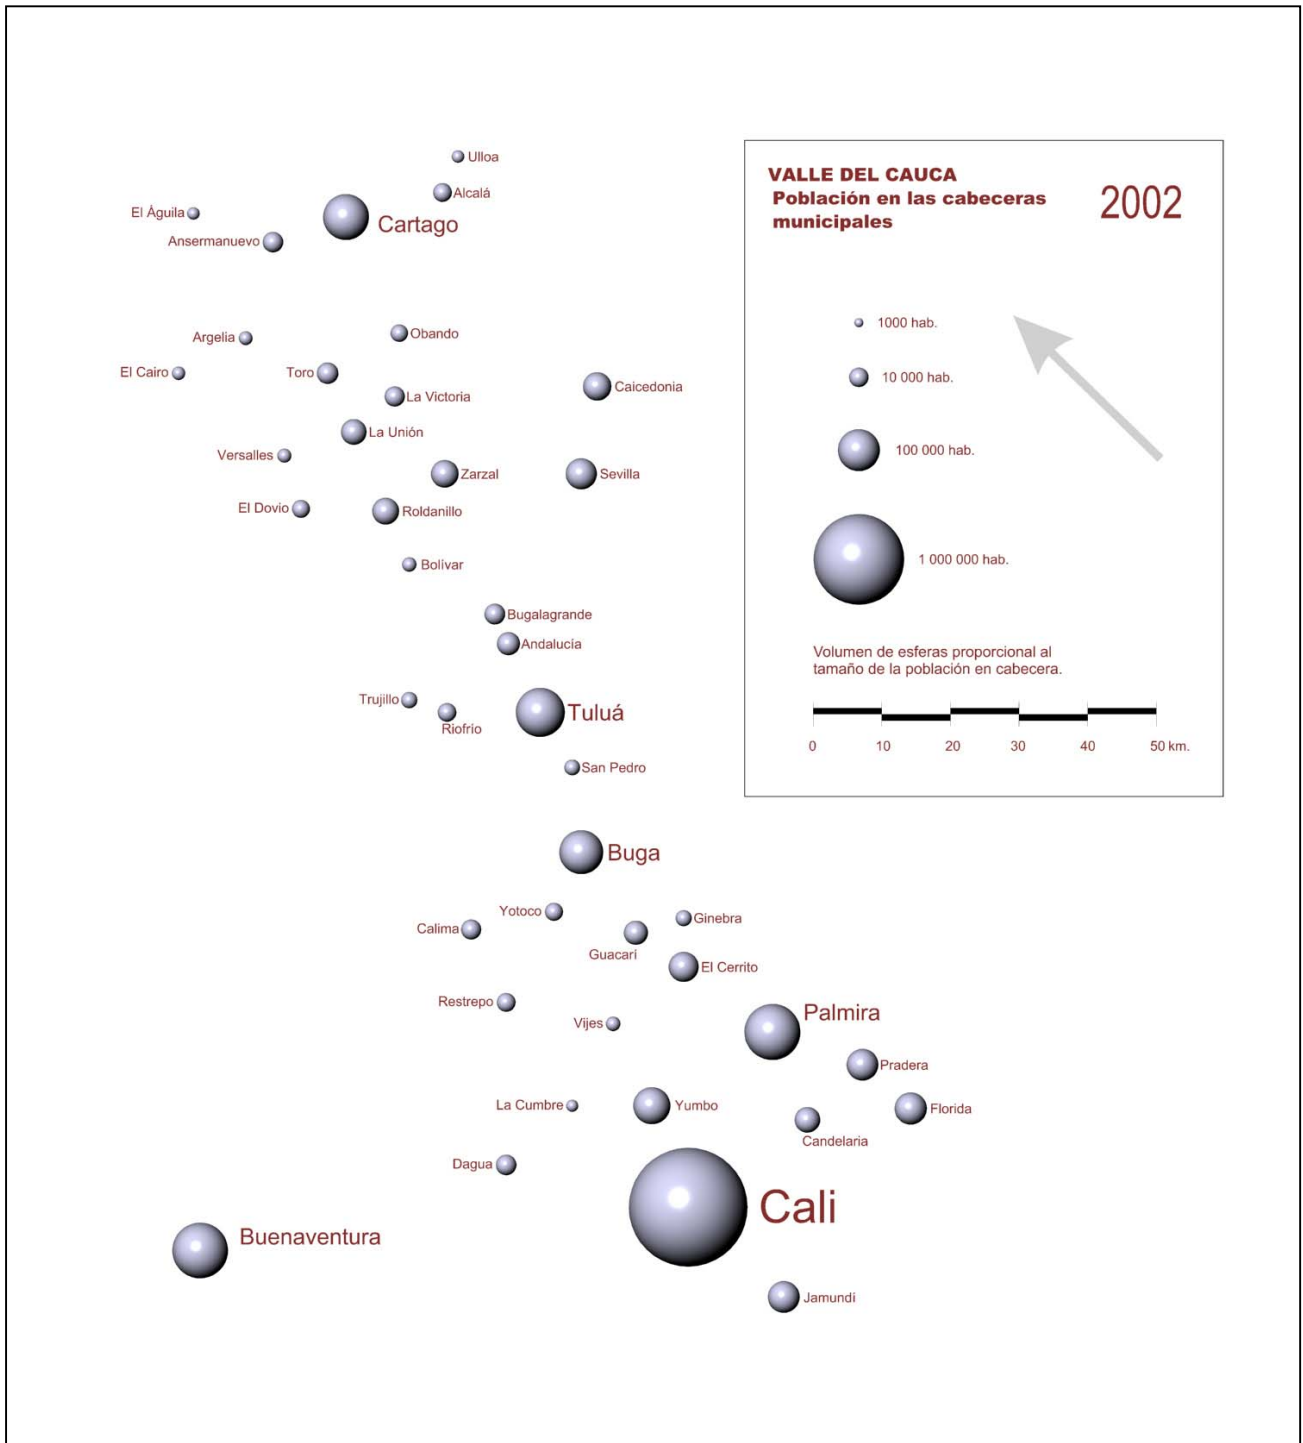 Ulloa
Alcalá
El Águila
Cartago
Ansermanuevo
Argelia
Obando
El Cairo
Toro
Caicedonia
La Victoria
La Unión
Versalles
Zarzal
Sevilla
El Dovio
Roldanillo
Bolívar
Bugalagrande
Andalucía
Trujillo
Riofrío
Tuluá
San Pedro
Buga
Yotoco
Ginebra
Calima
Guacarí
El Cerrito
Restrepo
Vijes
Palmira
Pradera
La Cumbre
Yumbo
Florida
Candelaria
Dagua
Cali
Buenaventura
Jamundí
VALLE DEL CAUCA
Población en las cabeceras
municipales
2002
1000 hab.
10 000 hab.
100 000 hab.
1 000 000 hab.
Volumen de esferas proporcional al
tamaño de la población en cabecera.
0 10 20 30 40 50 km.